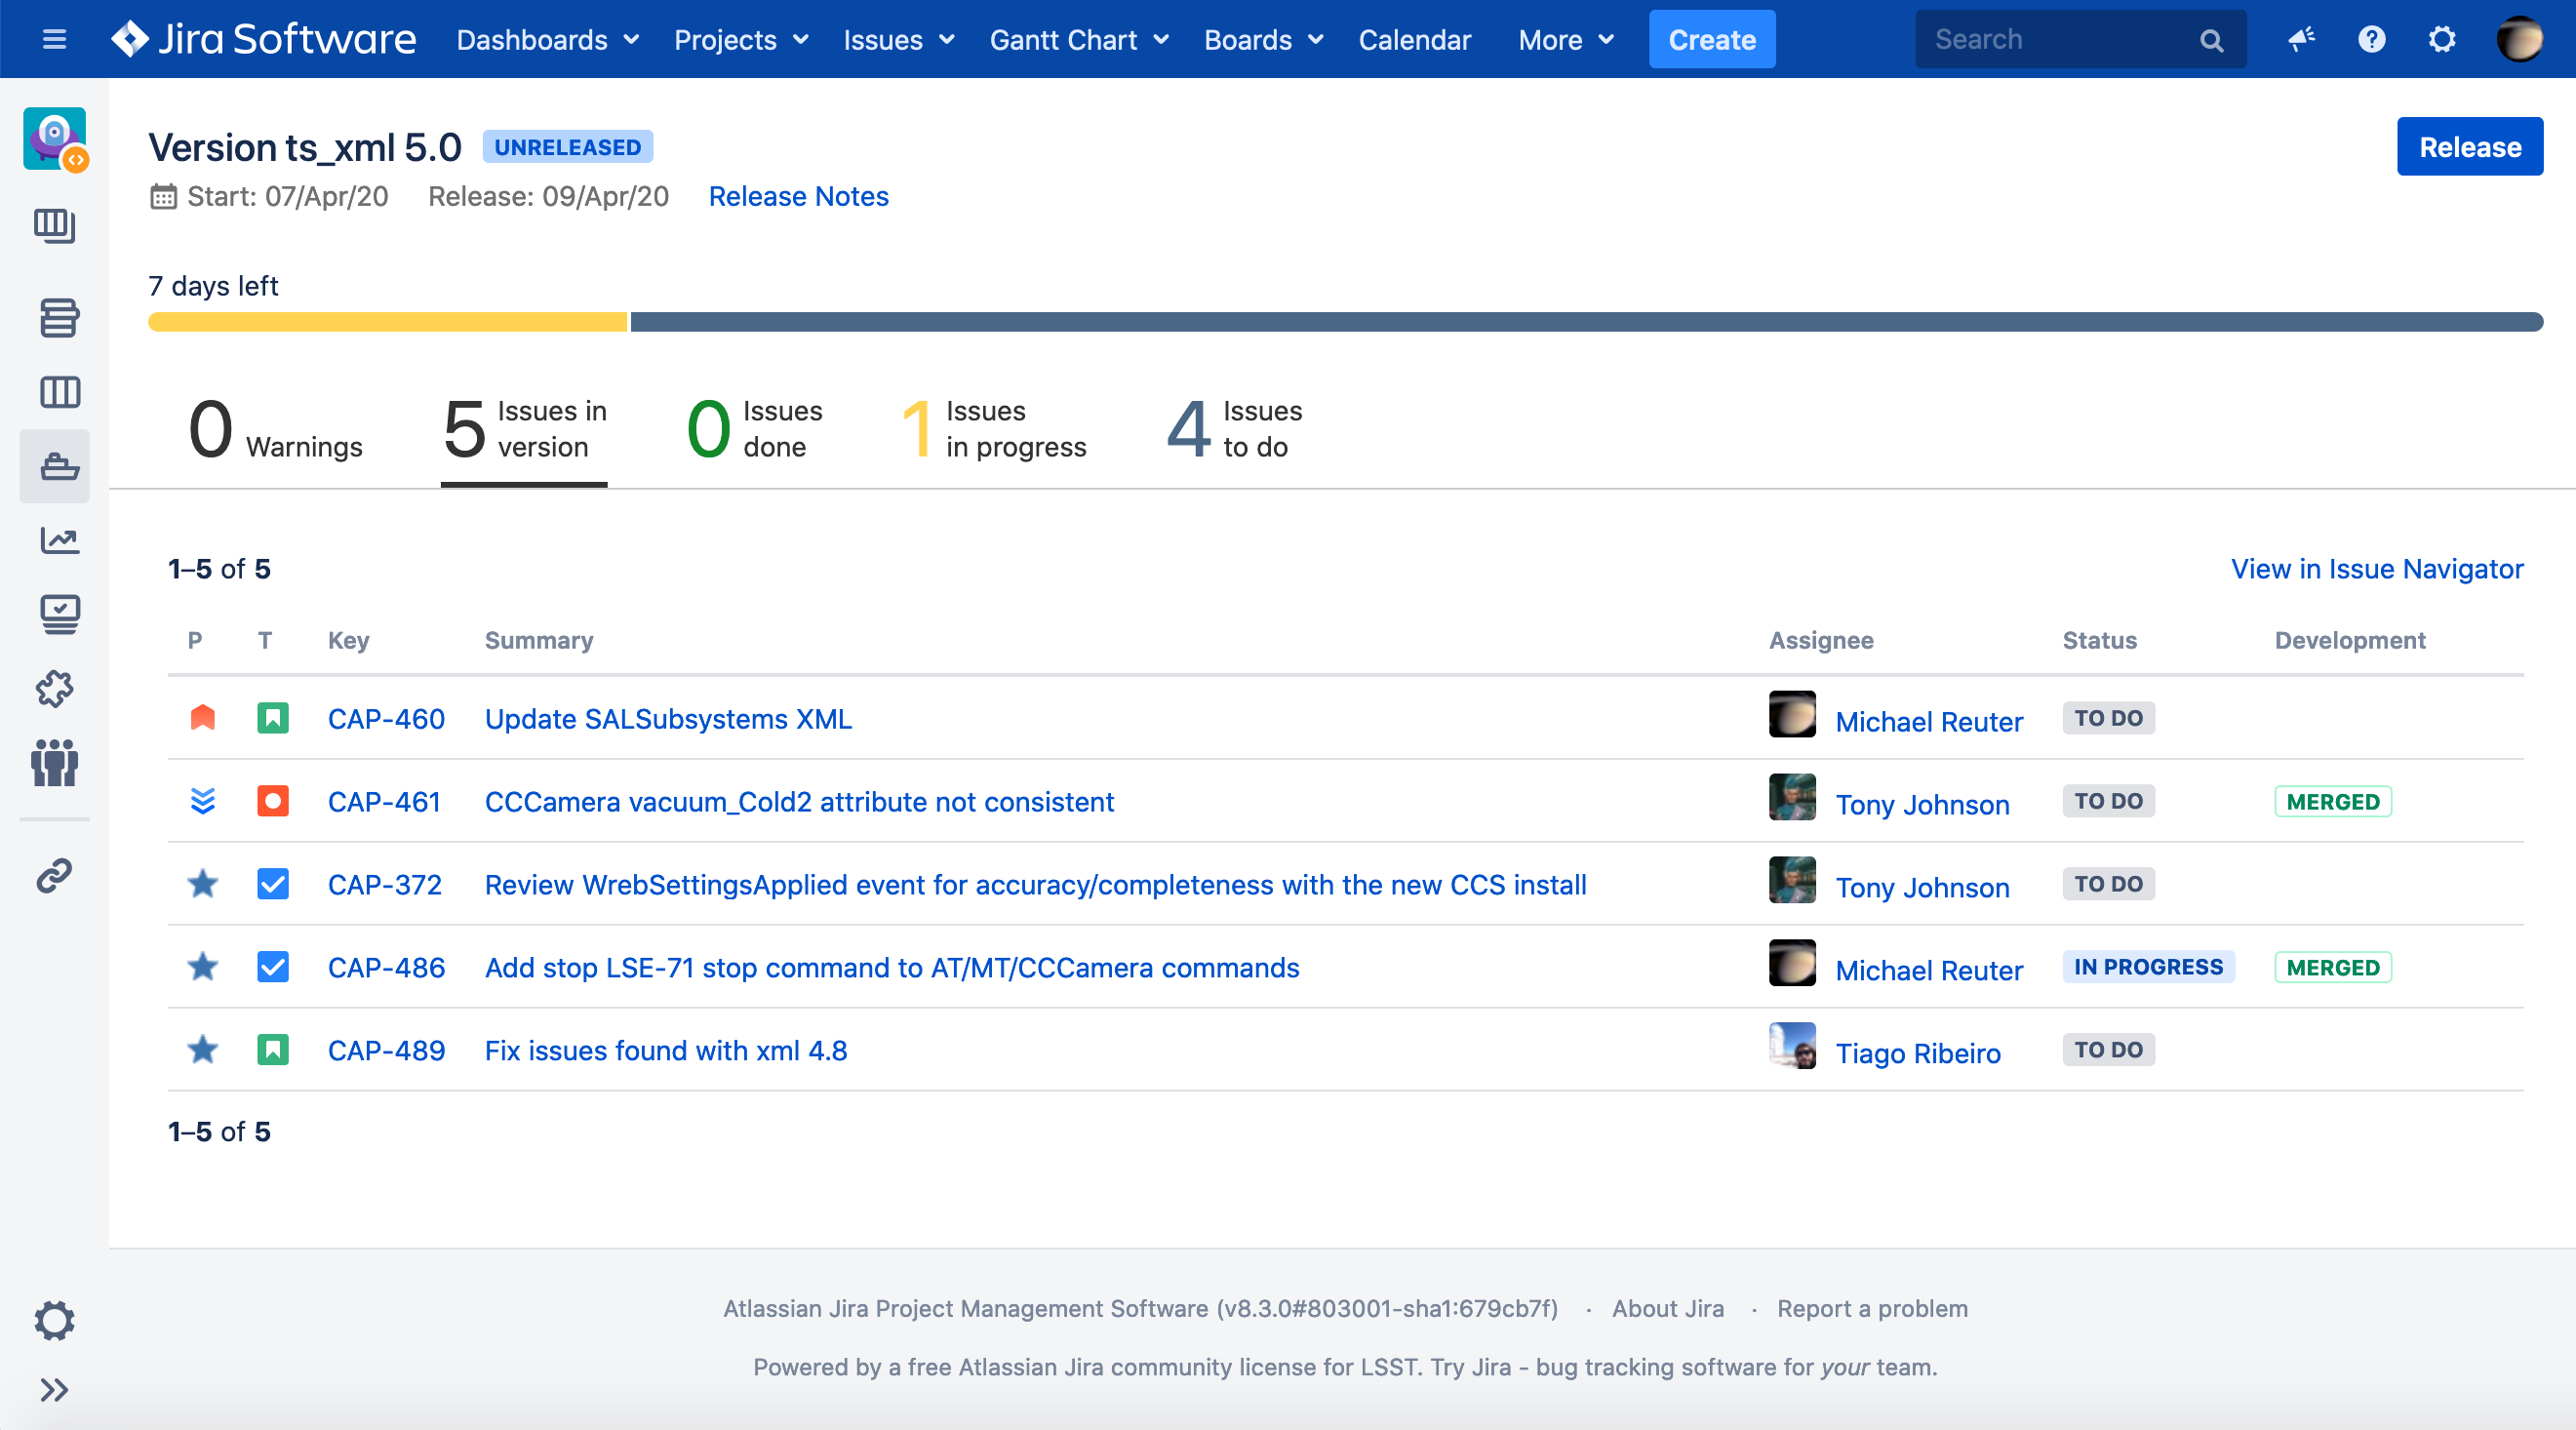 Jira Software Dashboards Projects Issues Gantt Chart Boards Calendar More Create Search
Version ts_xml 5.0 UNRELEASED Release
Start: 07/Apr/20 Release: 09/Apr/20 Release Notes
7 days left
0 Warnings
5 Issues in version
0 Issues done
1 Issues in progress
4 Issues to do
1–5 of 5 View in Issue Navigator
P T Key Summary Assignee Status Development
CAP-460 Update SALSubsystems XML Michael Reuter TO DO
CAP-461 CCCamera vacuum_Cold2 attribute not consistent Tony Johnson TO DO MERGED
CAP-372 Review WrebSettingsApplied event for accuracy/completeness with the new CCS install Tony Johnson TO DO
CAP-486 Add stop LSE-71 stop command to AT/MT/CCCamera commands Michael Reuter IN PROGRESS MERGED
CAP-489 Fix issues found with xml 4.8 Tiago Ribeiro TO DO
1–5 of 5
Atlassian Jira Project Management Software (v8.3.0#803001-sha1:679cb7f) · About Jira · Report a problem
Powered by a free Atlassian Jira community license for LSST. Try Jira - bug tracking software for your team.